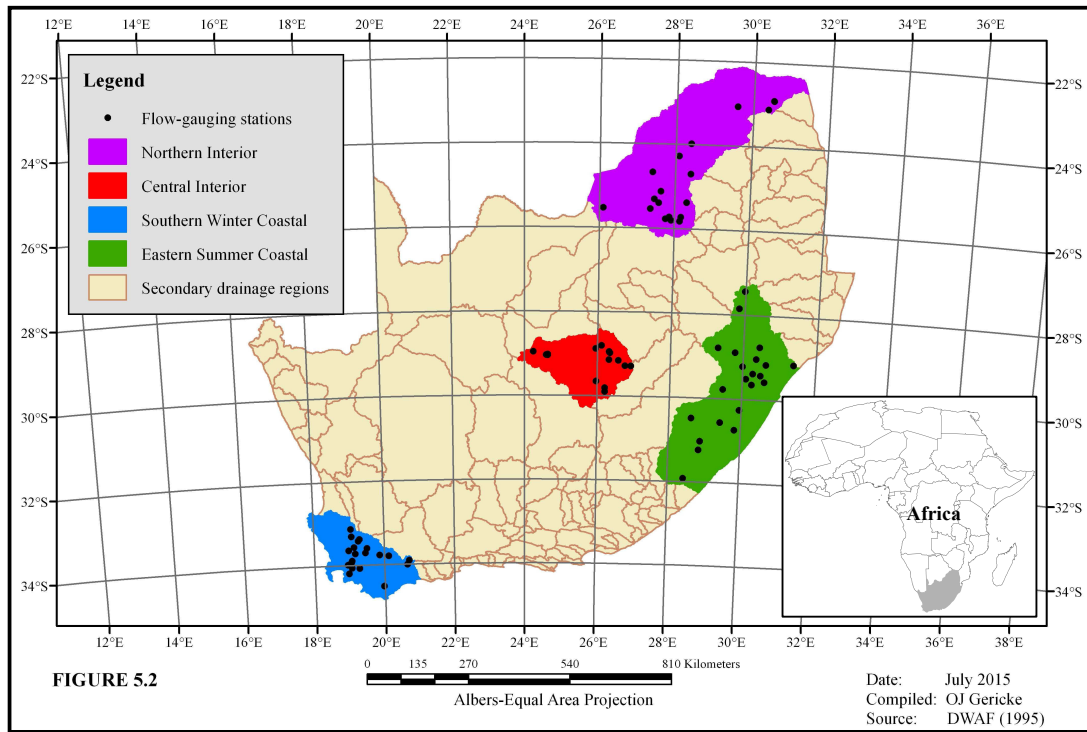 12°E 14°E 16°E 18°E 20°E 22°E 24°E 26°E 28°E 30°E 32°E 34°E 36°E
22°S
24°S
26°S
28°S
30°S
32°S
34°S
Legend
Flow-gauging stations
Northern Interior
Central Interior
Southern Winter Coastal
Eastern Summer Coastal
Secondary drainage regions
22°S
24°S
26°S
28°S
30°S
32°S
34°S
Africa
12°E 14°E 16°E 18°E 20°E 22°E 24°E 26°E 28°E 30°E 32°E 34°E 36°E 38°E
FIGURE 5.2
0 135 270 540 810 Kilometers
Albers-Equal Area Projection
Date: July 2015
Compiled: OJ Gericke
Source: DWAF (1995)